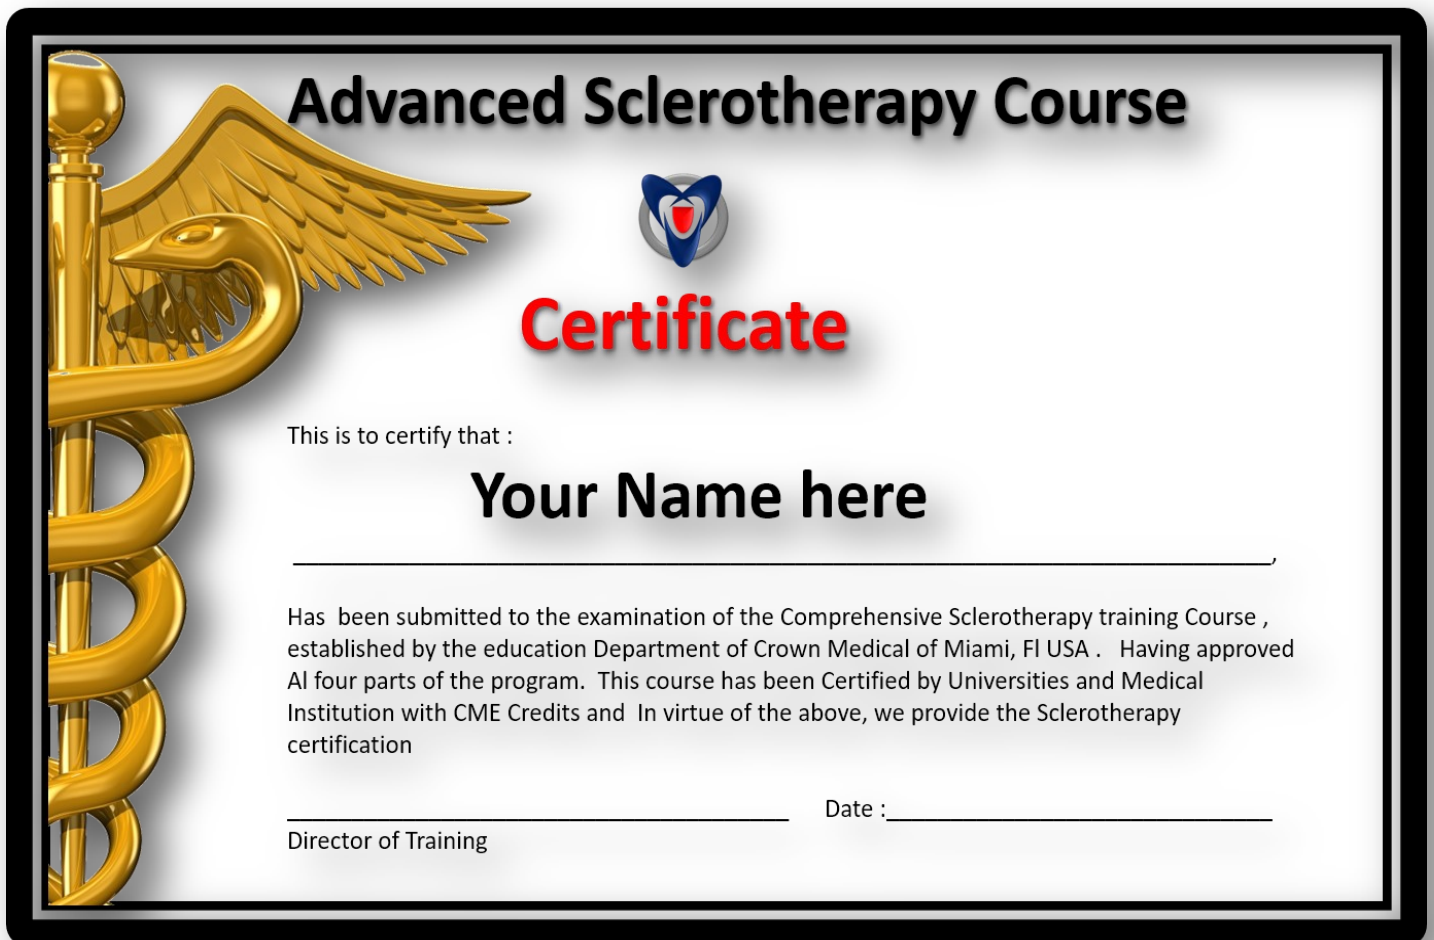 Advanced Sclerotherapy Course
Certificate
This is to certify that :
Your Name here
,
Has  been submitted to the examination of the Comprehensive Sclerotherapy training Course ,
established by the education Department of Crown Medical of Miami, Fl USA .   Having approved
Al four parts of the program.  This course has been Certified by Universities and Medical
Institution with CME Credits and  In virtue of the above, we provide the Sclerotherapy
certification
Date :
Director of Training